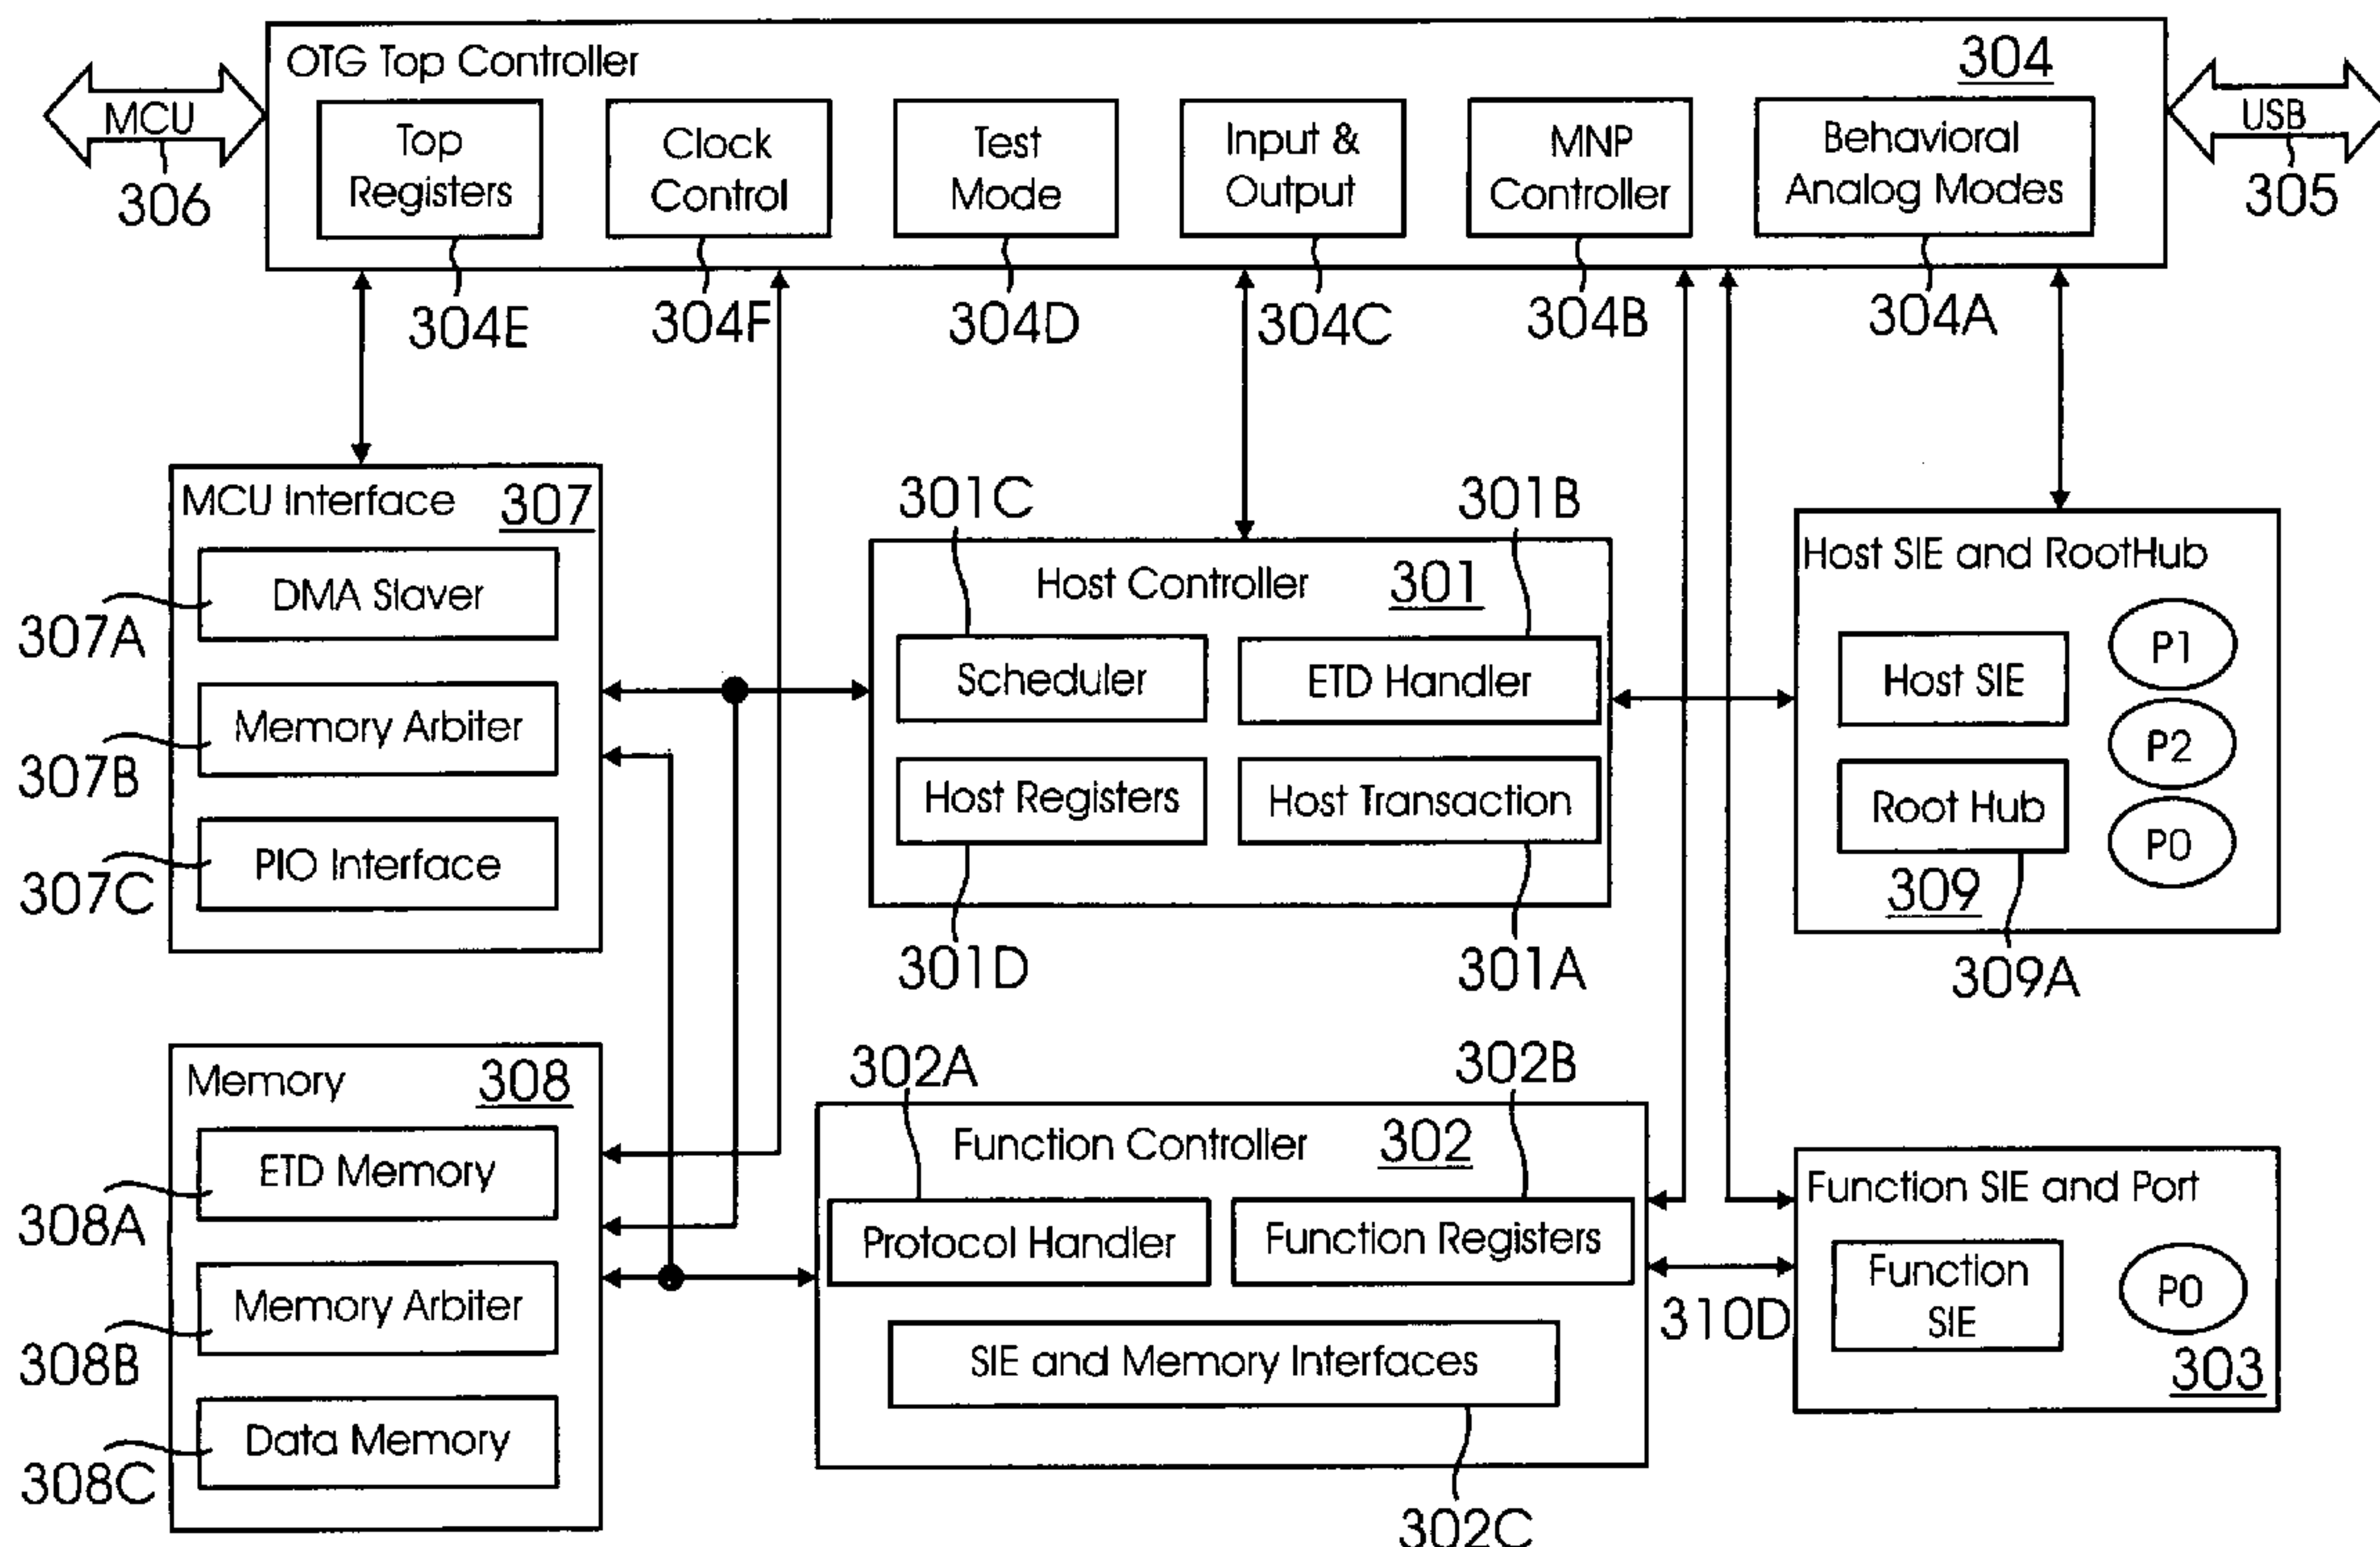 OTG Top Controller
304
MCU
306
USB
305
Top
Registers
Clock
Control
Test
Mode
Input &
Output
MNP
Controller
Behavioral
Analog Modes
304E
304F
304D
304C
304B
304A
MCU Interface
307
DMA Slaver
307A
Memory Arbiter
307B
PIO Interface
307C
301C
301B
Host Controller
301
Scheduler
ETD Handler
Host Registers
Host Transaction
301D
301A
Host SIE and RootHub
Host SIE
P1
P2
Root Hub
P0
309
309A
Memory
308
ETD Memory
308A
Memory Arbiter
308B
Data Memory
308C
302A
302B
Function Controller
302
Protocol Handler
Function Registers
SIE and Memory Interfaces
302C
310D
Function SIE and Port
Function
SIE
P0
303